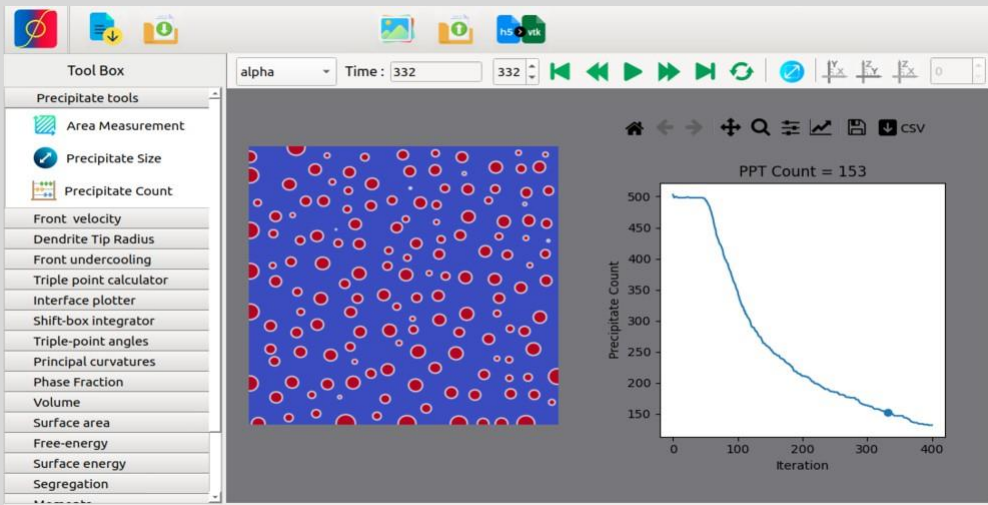 h5 vtk
Tool Box
alpha Time : 332 332 0
Precipitate tools
Area Measurement
Precipitate Size
Precipitate Count
Front velocity
Dendrite Tip Radius
Front undercooling
Triple point calculator
Interface plotter
Shift-box integrator
Triple-point angles
Principal curvatures
Phase Fraction
Volume
Surface area
Free-energy
Surface energy
Segregation
CSV
PPT Count = 153
500
450
400
350
300
250
200
150
Precipitate Count
0 100 200 300 400
Iteration